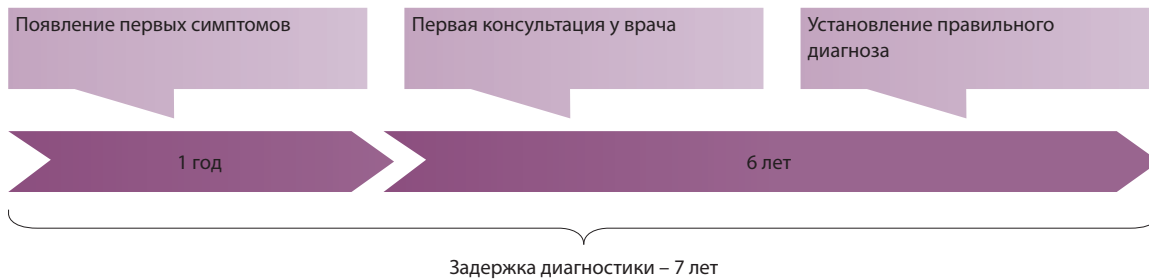 Появление первых симптомов
Первая консультация у врача
Установление правильного
диагноза
1 год
6 лет
Задержка диагностики – 7 лет